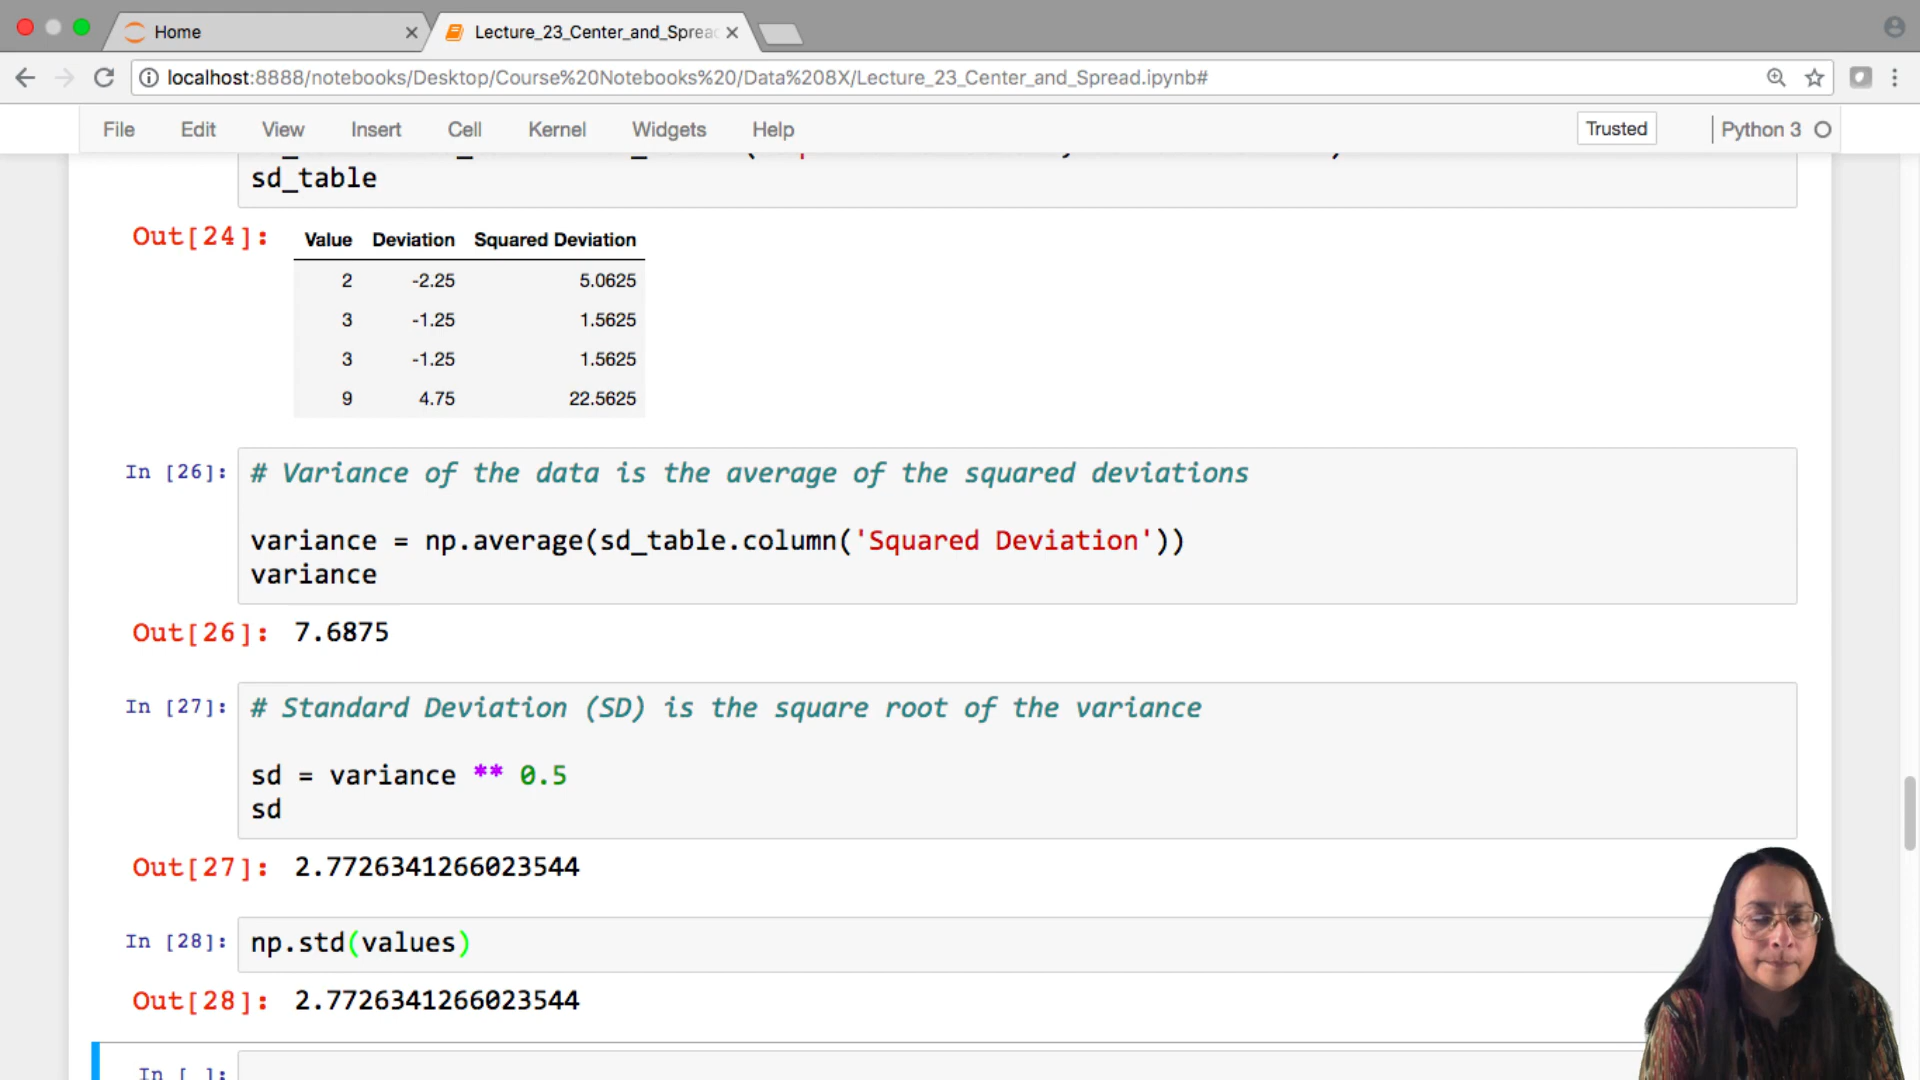 Home
Lecture_23_Center_and_Sprea
localhost:8888/notebooks/Desktop/Course%20Notebooks%20/Data%208X/Lecture_23_Center_and_Spread.ipynb#
File Edit View Insert Cell Kernel Widgets Help Trusted Python 3
sd_table
Out[24]:
Value Deviation Squared Deviation
2 -2.25 5.0625
3 -1.25 1.5625
3 -1.25 1.5625
9 4.75 22.5625
In [26]: # Variance of the data is the average of the squared deviations
variance = np.average(sd_table.column('Squared Deviation'))
variance
Out[26]: 7.6875
In [27]: # Standard Deviation (SD) is the square root of the variance
sd = variance ** 0.5
sd
Out[27]: 2.7726341266023544
In [28]: np.std(values)
Out[28]: 2.7726341266023544
In [ ]: